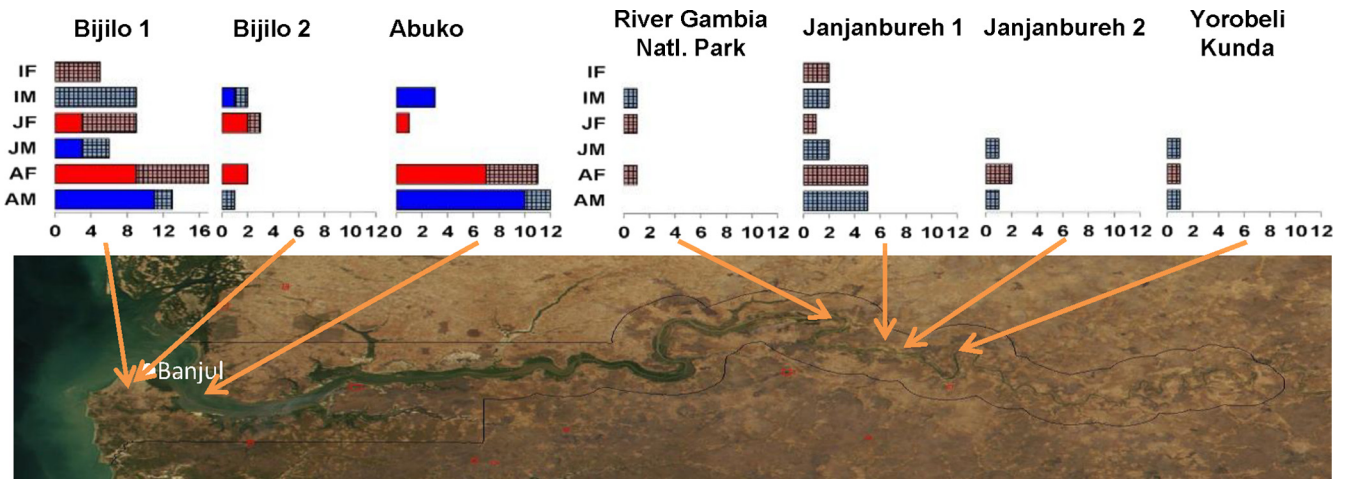 Bijilo 1
Bijilo 2
Abuko
River Gambia
Natl. Park
Janjanbureh 1
Janjanbureh 2
Yorobeli
Kunda
IF
IM
JF
JM
AF
AM
IF
IM
JF
JM
AF
AM
0 4 8 12 16
0 2 4 6 8 10 12
0 2 4 6 8 10 12
0 2 4 6 8 10 12
0 2 4 6 8 10 12
0 2 4 6 8 10 12
0 2 4 6 8 10 12
Banjul